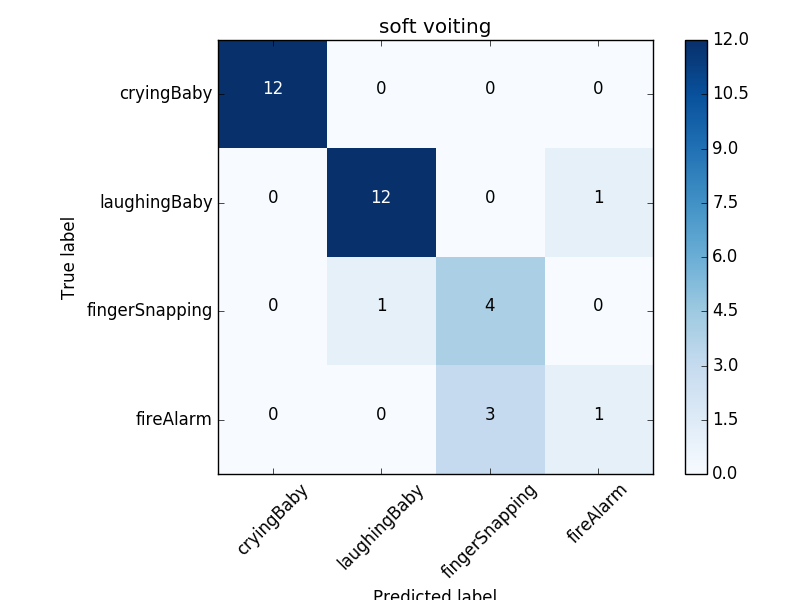 soft voiting
cryingBaby 12 0 0 0
laughingBaby 0 12 0 1
fingerSnapping 0 1 4 0
fireAlarm 0 0 3 1
True label
cryingBaby laughingBaby fingerSnapping fireAlarm
Predicted label
12.0
10.5
9.0
7.5
6.0
4.5
3.0
1.5
0.0